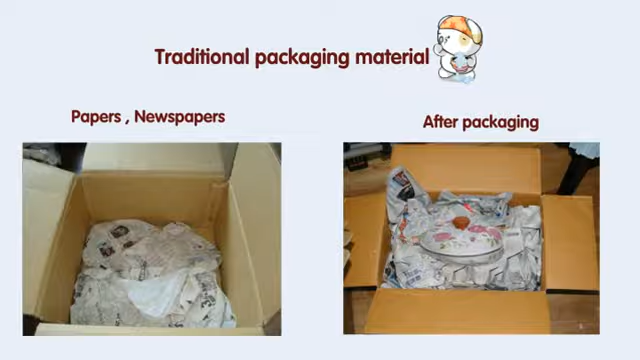 Traditional packaging material
Papers , Newspapers
After packaging